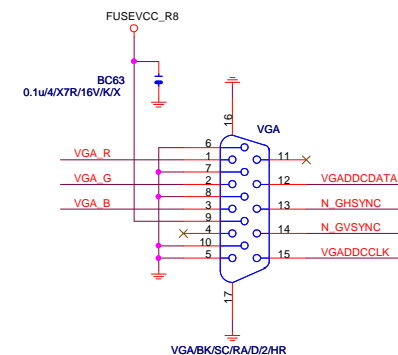 FUSEVCC_R8
BC63
0.1u/4/X7R/16V/K/X
16
VGA
6
VGA_R 1 11
7
VGA_G 2 12 VGADDCDATA
8
VGA_B 3 13 N_GHSYNC
9
4 14 N_GVSYNC
10
5 15 VGADDCCLK
17
VGA/BK/SC/RA/D/2/HR